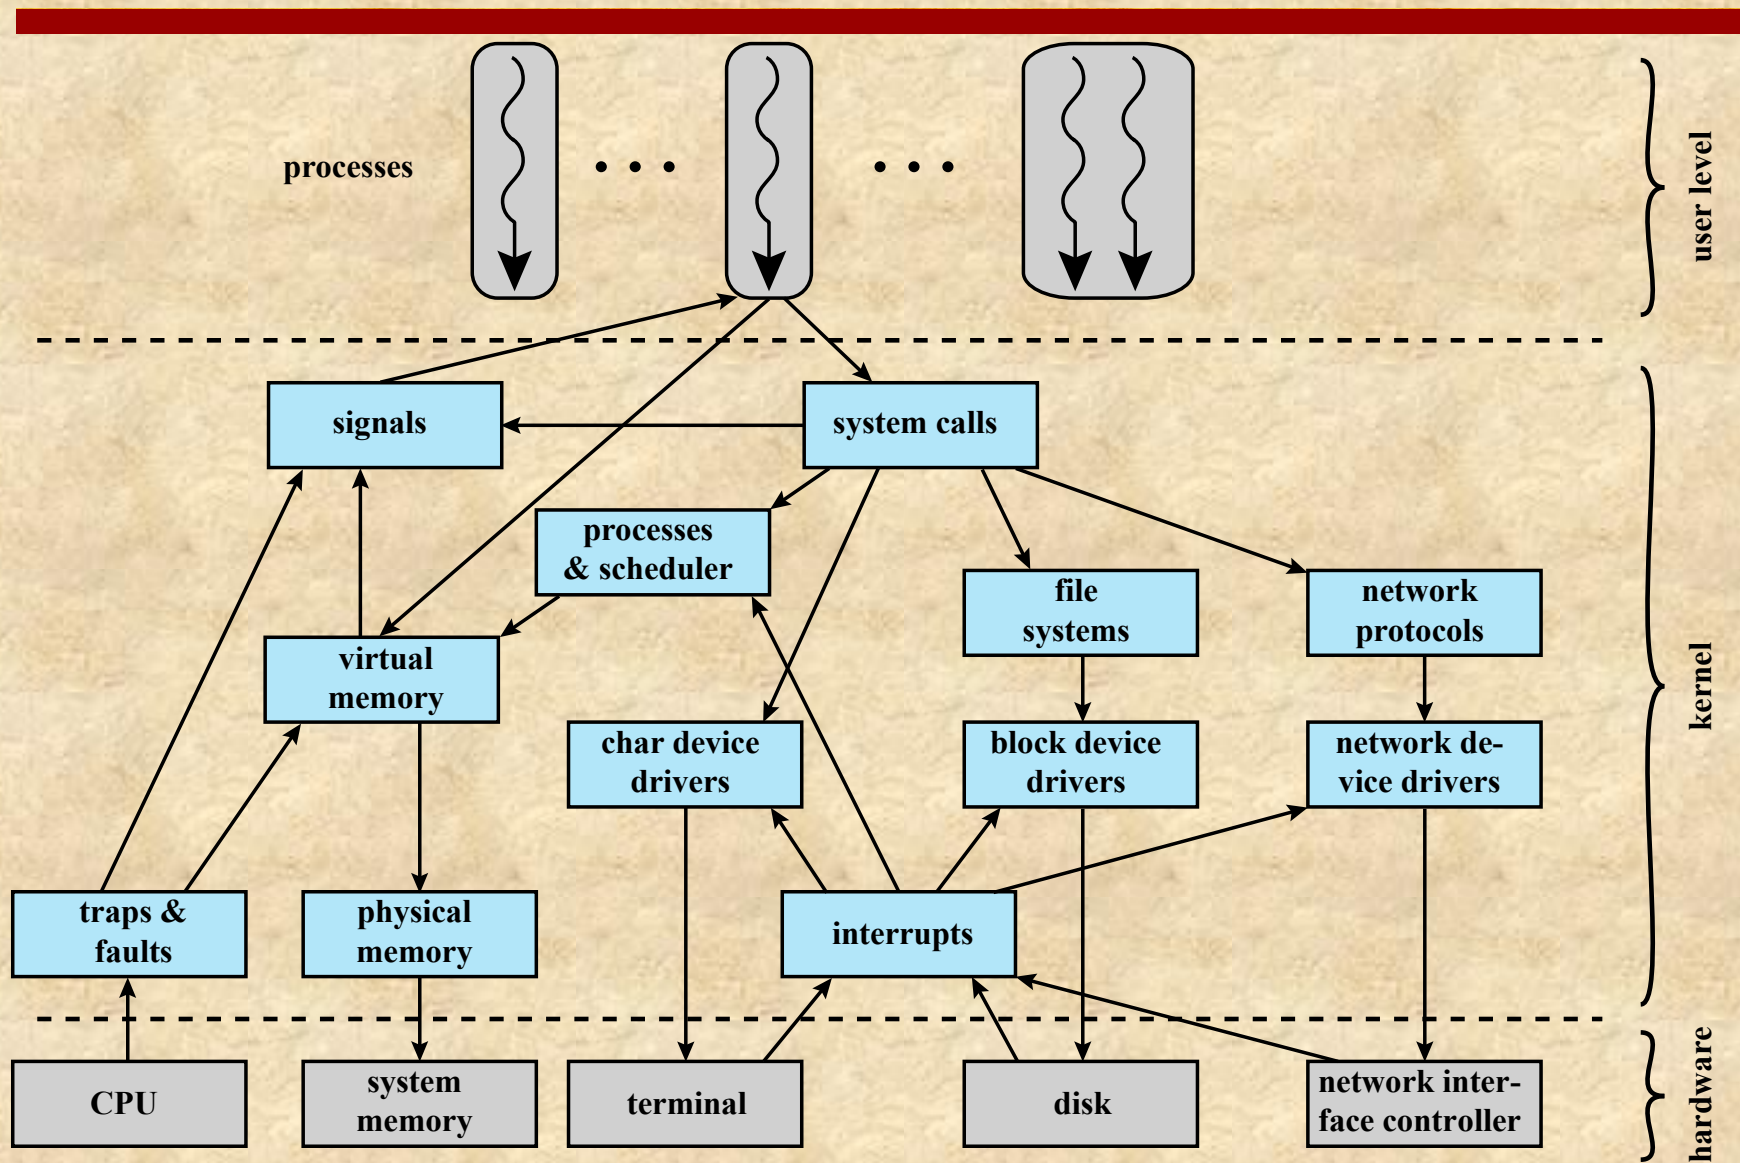 processes
user level
signals
system calls
processes
& scheduler
file
systems
network
protocols
virtual
memory
kernel
char device
drivers
block device
drivers
network de-
vice drivers
traps &
faults
physical
memory
interrupts
CPU
system
memory
terminal
disk
network inter-
face controller
hardware